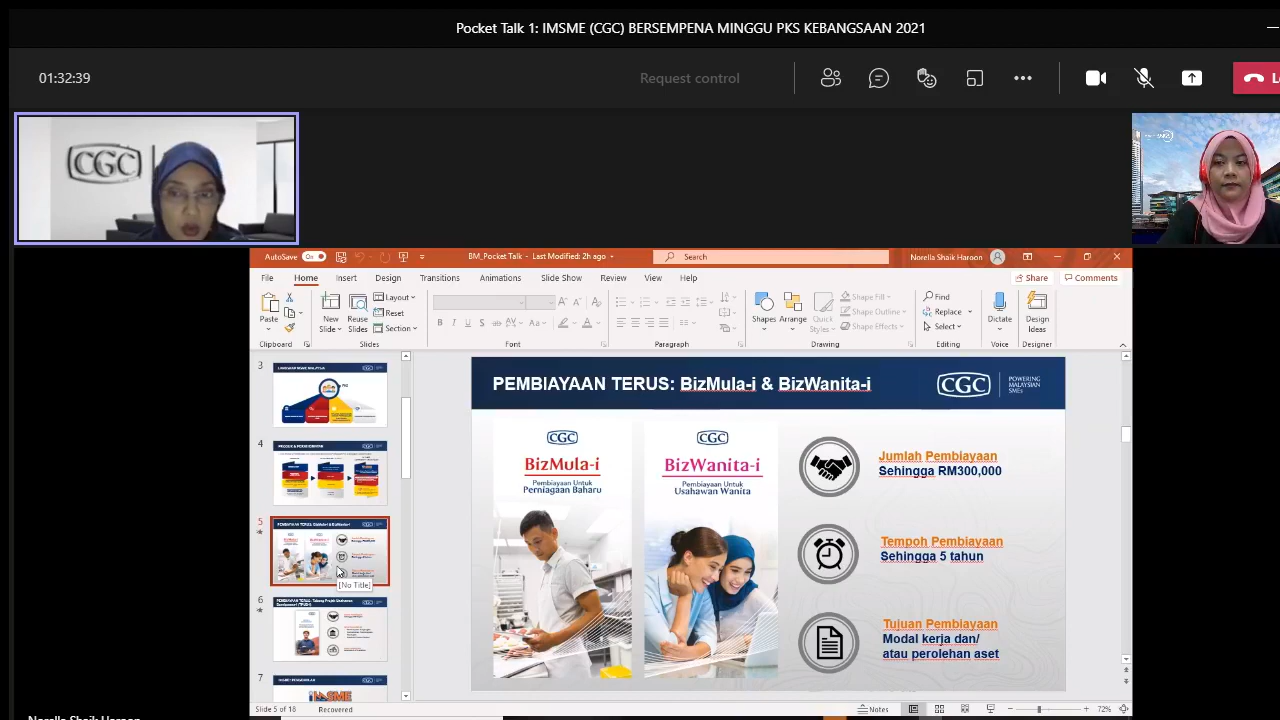 Pocket Talk 1: IMSME (CGC) BERSEMPENA MINGGU PKS KEBANGSAAN 2021
01:32:39
Request control
CGC
AutoSave On
BM_Pocket Talk - Last Modified: 2h ago
Search
Norella Shaik Haroon
File Home Insert Design Transitions Animations Slide Show Review View Help
Share
Comments
Paste
New Slide
Reuse Slides
Layout
Reset
Section
Shapes
Arrange
Quick Styles
Shape Fill
Shape Outline
Shape Effects
Find
Replace
Select
Dictate
Design Ideas
Clipboard Slides Font Paragraph Drawing Editing Voice Designer
3
4
5
[No Title]
6
7
PEMBIAYAAN TERUS: BizMula-i & BizWanita-i
CGC
POWERING
MALAYSIAN
SMEs
CGC
BizMula-i
Pembiayaan Untuk
Perniagaan Baharu
CGC
BizWanita-i
Pembiayaan Untuk
Usahawan Wanita
Jumlah Pembiayaan
Sehingga RM300,000
Tempoh Pembiayaan
Sehingga 5 tahun
Tujuan Pembiayaan
Modal kerja dan/
atau perolehan aset
Slide 5 of 18
Recovered
Notes
72%
Norella Shaik Haroon